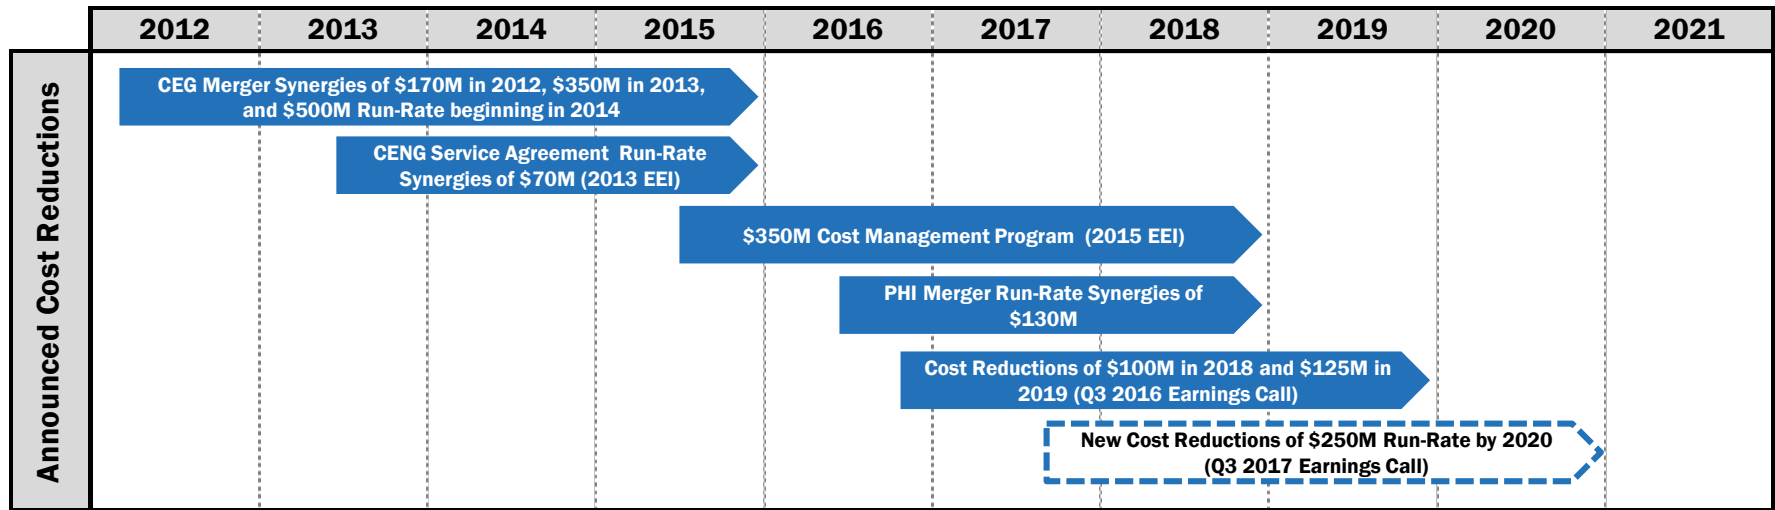 2012 2013 2014 2015 2016 2017 2018 2019 2020 2021
Announced Cost Reductions
CEG Merger Synergies of $170M in 2012, $350M in 2013,
and $500M Run-Rate beginning in 2014
CENG Service Agreement  Run-Rate
Synergies of $70M (2013 EEI)
$350M Cost Management Program  (2015 EEI)
PHI Merger Run-Rate Synergies of
$130M
Cost Reductions of $100M in 2018 and $125M in
2019 (Q3 2016 Earnings Call)
New Cost Reductions of $250M Run-Rate by 2020
(Q3 2017 Earnings Call)